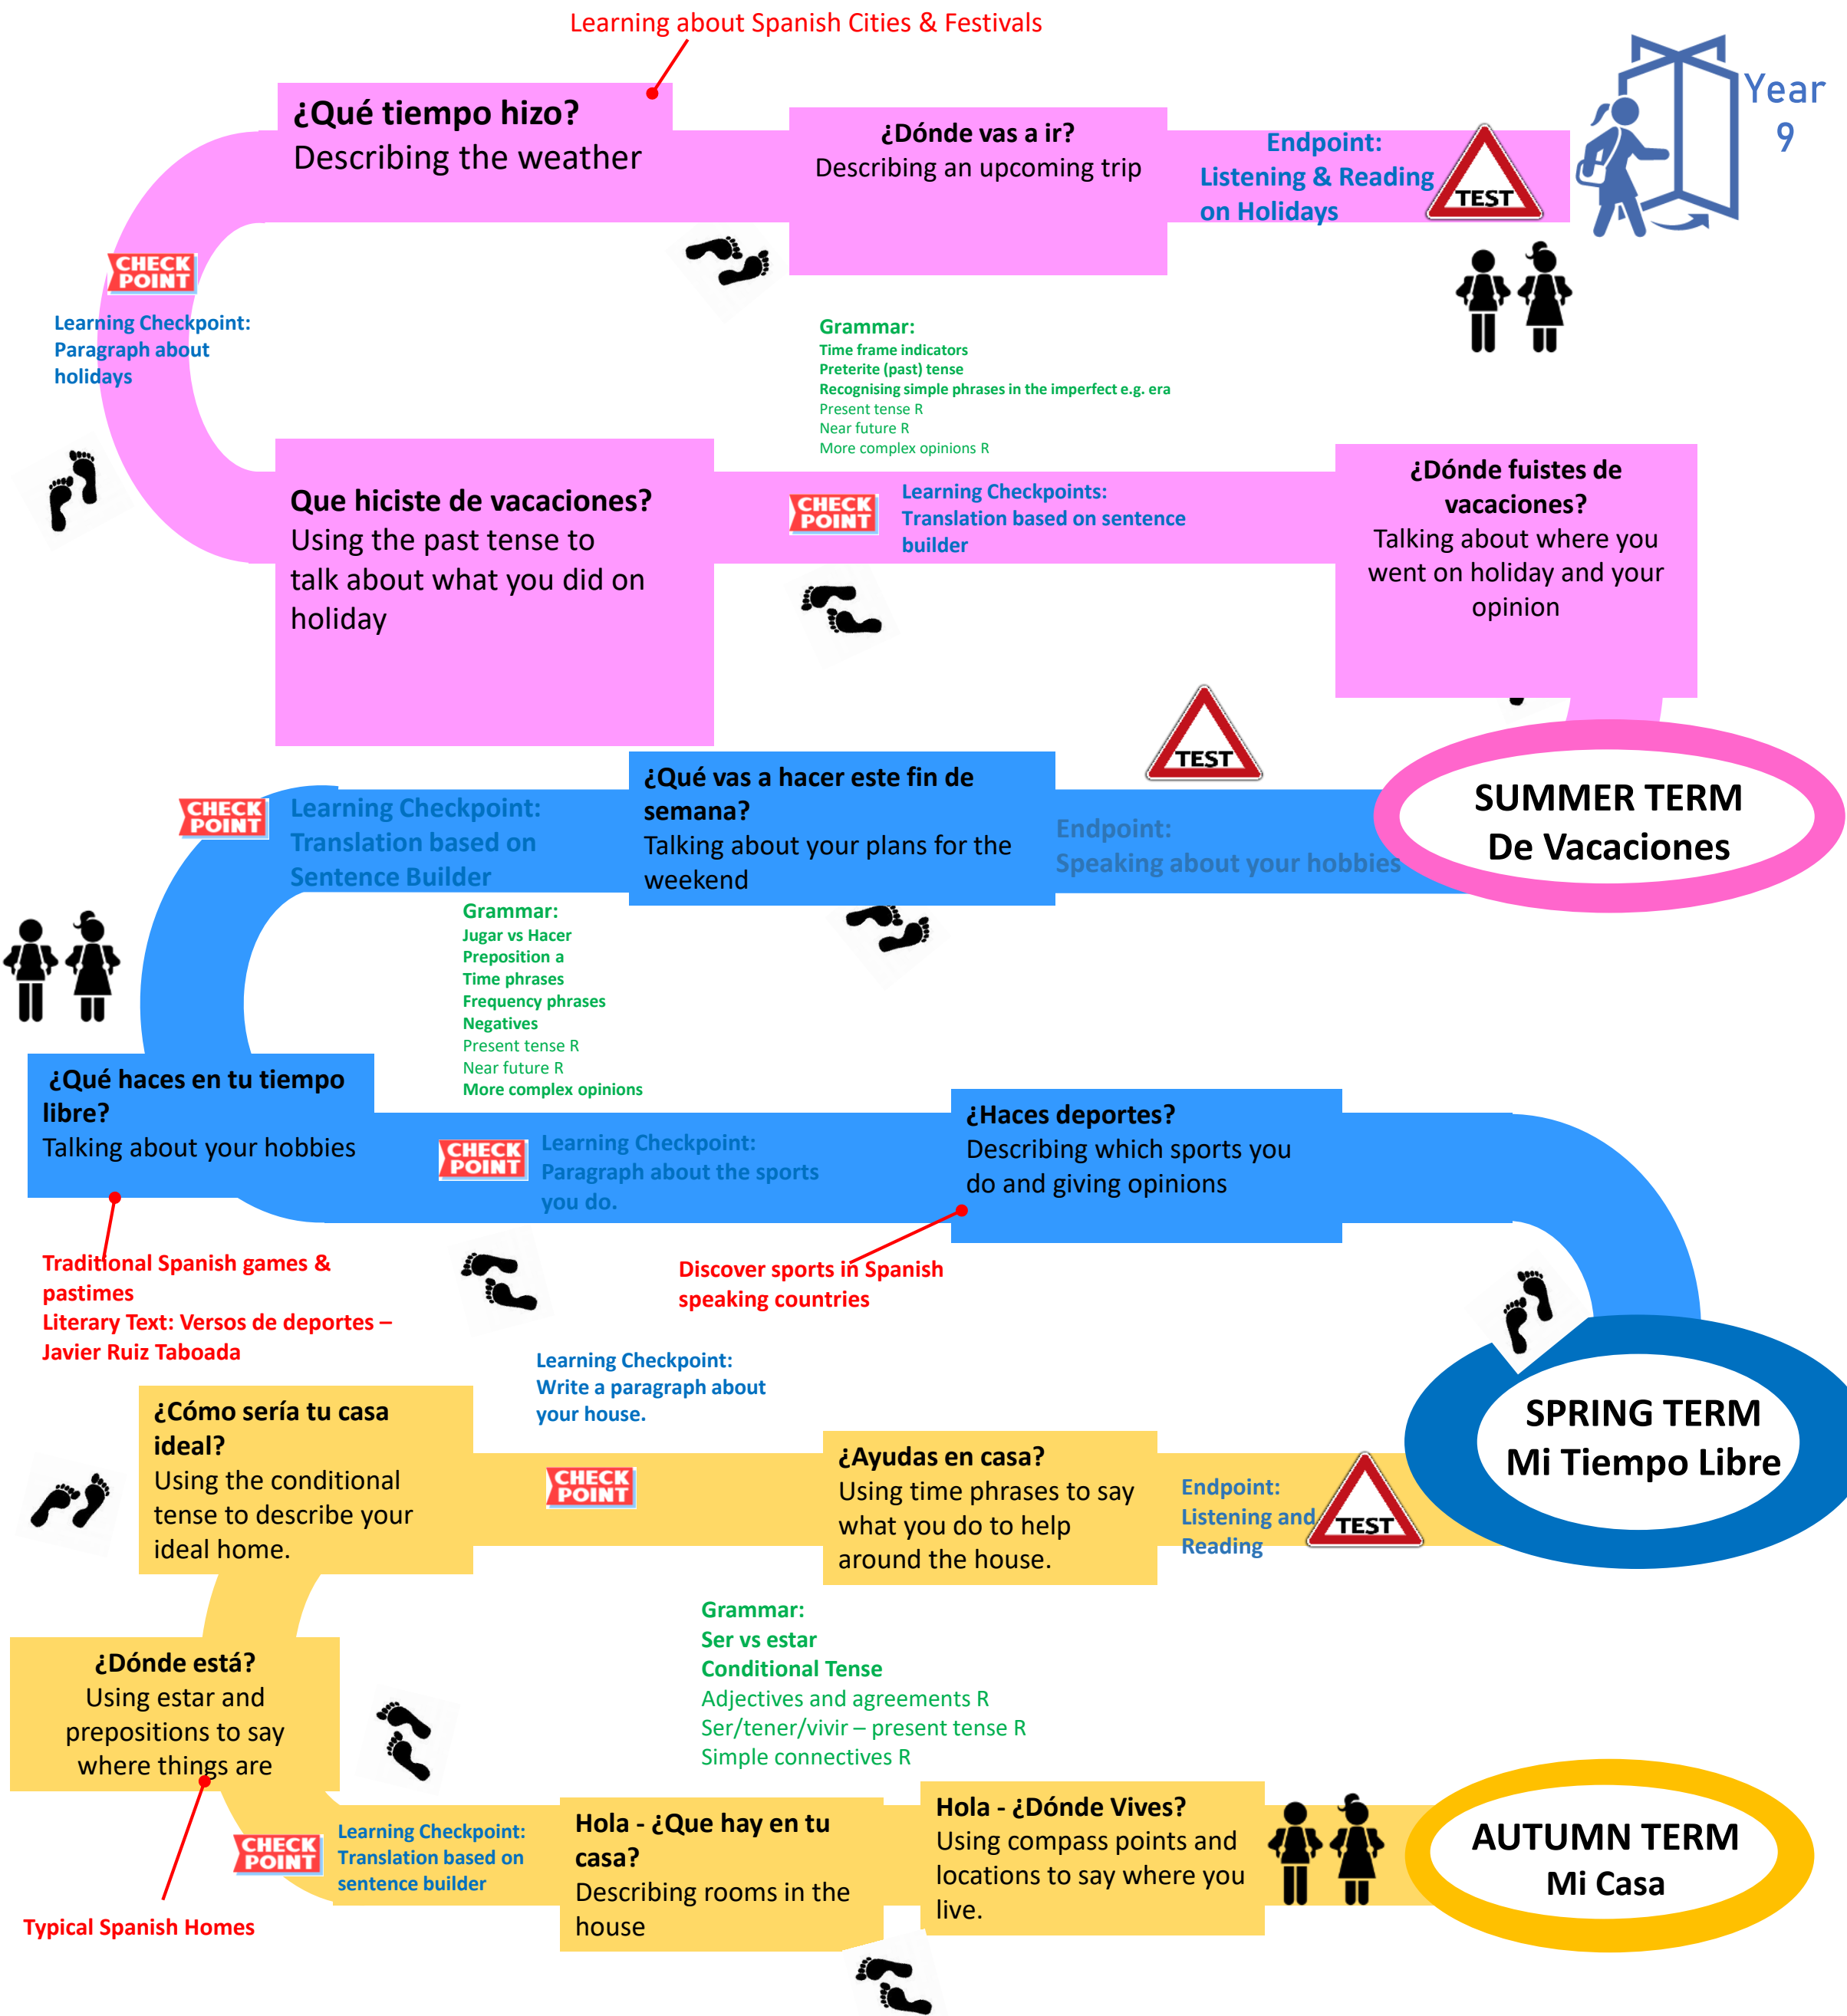 Learning about Spanish Cities & Festivals
¿Qué tiempo hizo?
Describing the weather
¿Dónde vas a ir?
Describing an upcoming trip
Endpoint:
Listening & Reading
on Holidays
TEST
Year
9
CHECK
POINT
Learning Checkpoint:
Paragraph about
holidays
Grammar:
Time frame indicators
Preterite (past) tense
Recognising simple phrases in the imperfect e.g. era
Present tense R
Near future R
More complex opinions R
Que hiciste de vacaciones?
Using the past tense to
talk about what you did on
holiday
CHECK
POINT
Learning Checkpoints:
Translation based on sentence
builder
¿Dónde fuistes de
vacaciones?
Talking about where you
went on holiday and your
opinion
SUMMER TERM
De Vacaciones
TEST
Endpoint:
Speaking about your hobbies
¿Qué vas a hacer este fin de
semana?
Talking about your plans for the
weekend
CHECK
POINT
Learning Checkpoint:
Translation based on
Sentence Builder
Grammar:
Jugar vs Hacer
Preposition a
Time phrases
Frequency phrases
Negatives
Present tense R
Near future R
More complex opinions
¿Qué haces en tu tiempo
libre?
Talking about your hobbies
CHECK
POINT
Learning Checkpoint:
Paragraph about the sports
you do.
¿Haces deportes?
Describing which sports you
do and giving opinions
Traditional Spanish games &
pastimes
Literary Text: Versos de deportes –
Javier Ruiz Taboada
Discover sports in Spanish
speaking countries
SPRING TERM
Mi Tiempo Libre
Learning Checkpoint:
Write a paragraph about
your house.
CHECK
POINT
¿Cómo sería tu casa
ideal?
Using the conditional
tense to describe your
ideal home.
¿Ayudas en casa?
Using time phrases to say
what you do to help
around the house.
Endpoint:
Listening and
Reading
TEST
Grammar:
Ser vs estar
Conditional Tense
Adjectives and agreements R
Ser/tener/vivir – present tense R
Simple connectives R
¿Dónde está?
Using estar and
prepositions to say
where things are
Typical Spanish Homes
CHECK
POINT
Learning Checkpoint:
Translation based on
sentence builder
Hola - ¿Que hay en tu
casa?
Describing rooms in the
house
Hola - ¿Dónde Vives?
Using compass points and
locations to say where you
live.
AUTUMN TERM
Mi Casa